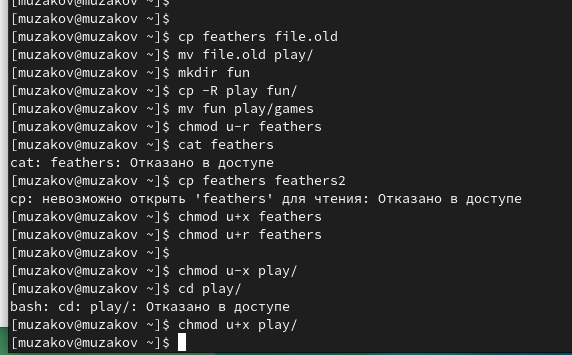 [muzakov@muzakov ~]$
[muzakov@muzakov ~]$
[muzakov@muzakov ~]$ cp feathers file.old
[muzakov@muzakov ~]$ mv file.old play/
[muzakov@muzakov ~]$ mkdir fun
[muzakov@muzakov ~]$ cp -R play fun/
[muzakov@muzakov ~]$ mv fun play/games
[muzakov@muzakov ~]$ chmod u-r feathers
[muzakov@muzakov ~]$ cat feathers
cat: feathers: Отказано в доступе
[muzakov@muzakov ~]$ cp feathers feathers2
cp: невозможно открыть 'feathers' для чтения: Отказано в доступе
[muzakov@muzakov ~]$ chmod u+x feathers
[muzakov@muzakov ~]$ chmod u+r feathers
[muzakov@muzakov ~]$
[muzakov@muzakov ~]$ chmod u-x play/
[muzakov@muzakov ~]$ cd play/
bash: cd: play/: Отказано в доступе
[muzakov@muzakov ~]$ chmod u+x play/
[muzakov@muzakov ~]$